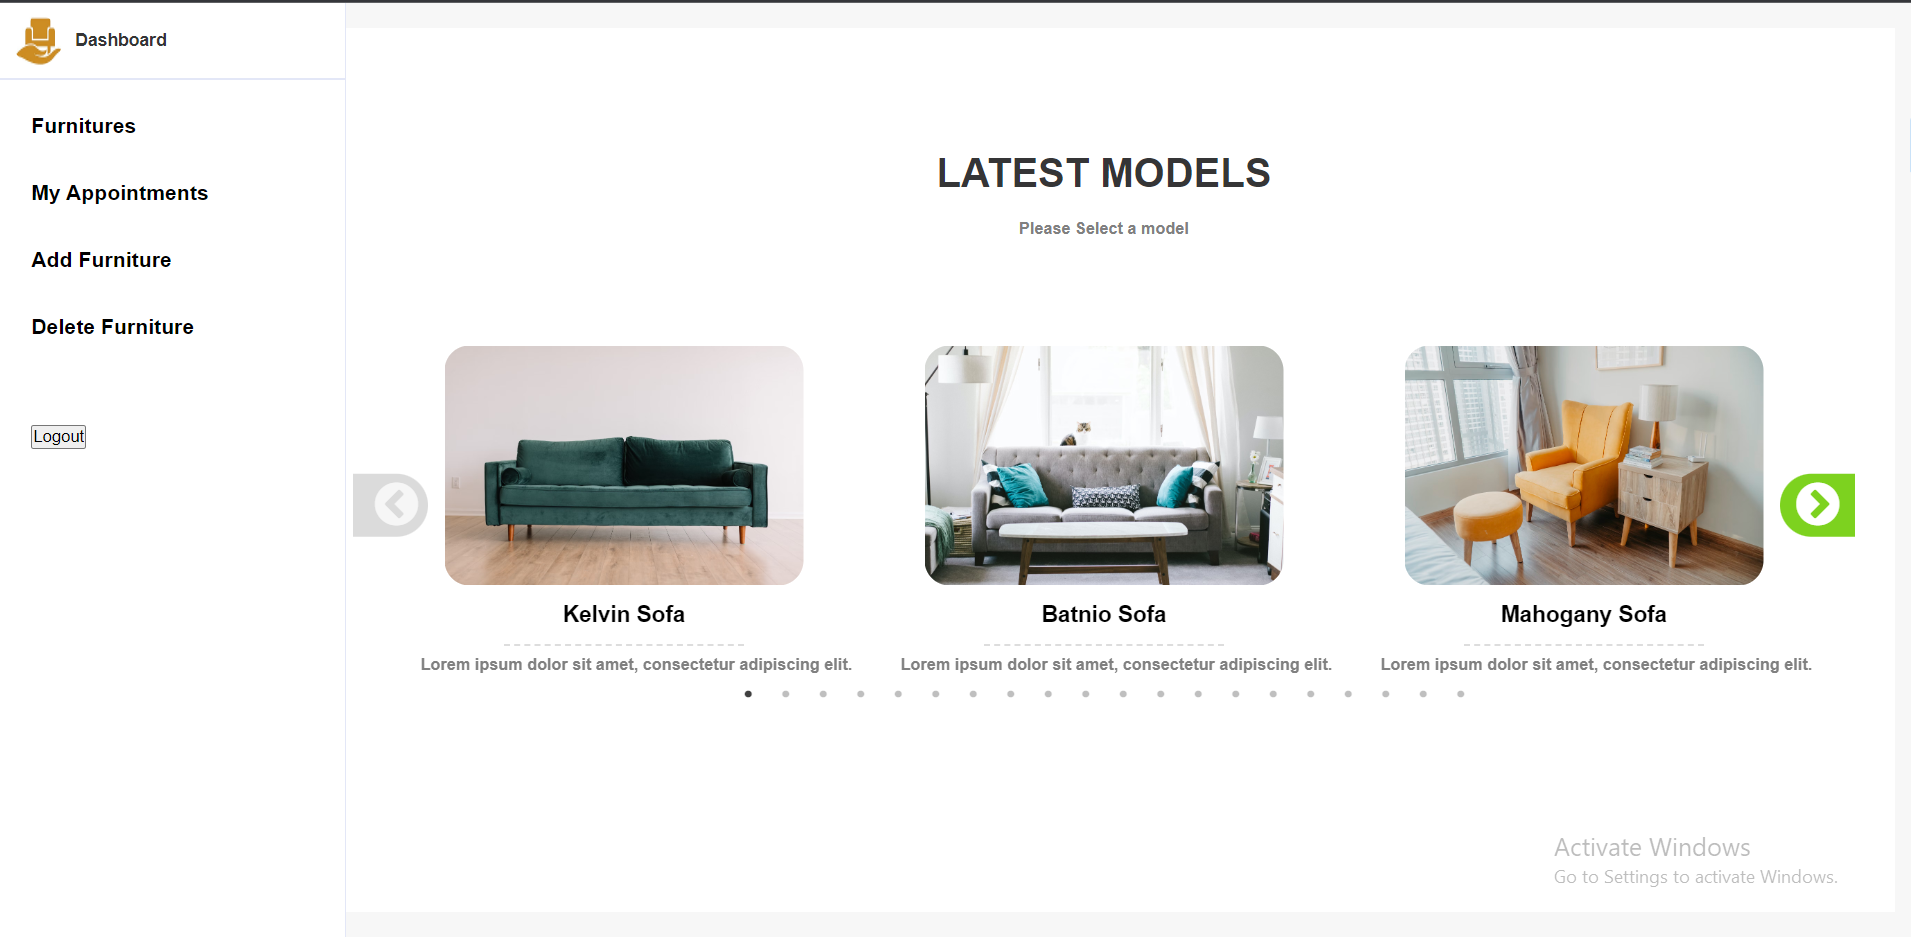 Dashboard
Furnitures
My Appointments
Add Furniture
Delete Furniture
Logout
LATEST MODELS
Please Select a model
Kelvin Sofa
Lorem ipsum dolor sit amet, consectetur adipiscing elit.
Batnio Sofa
Lorem ipsum dolor sit amet, consectetur adipiscing elit.
Mahogany Sofa
Lorem ipsum dolor sit amet, consectetur adipiscing elit.
Activate Windows
Go to Settings to activate Windows.